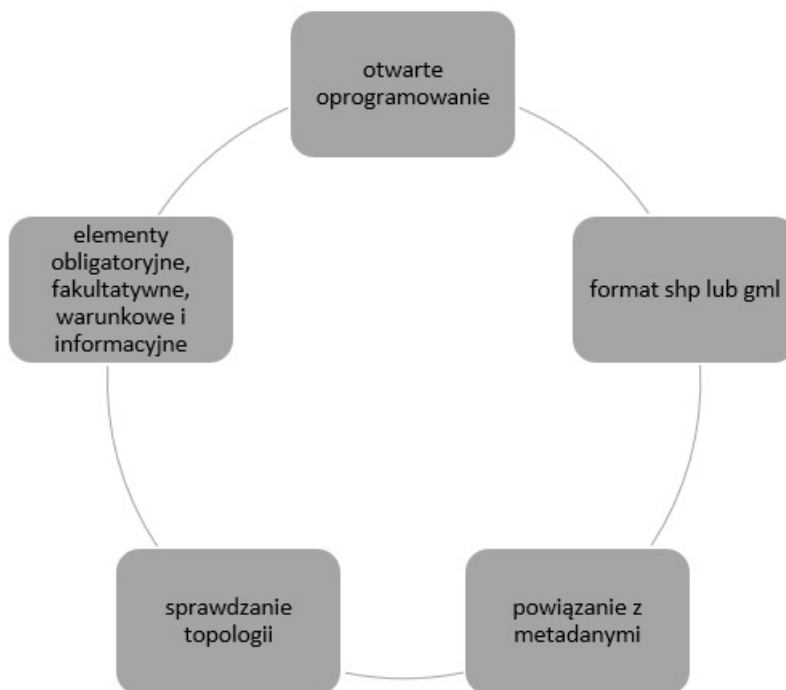 otwarte
oprogramowanie
elementy
obligatoryjne,
fakultatywne,
warunkowe i
informacyjne
format shp lub gml
sprawdzanie
topologii
powiązanie z
metadanymi